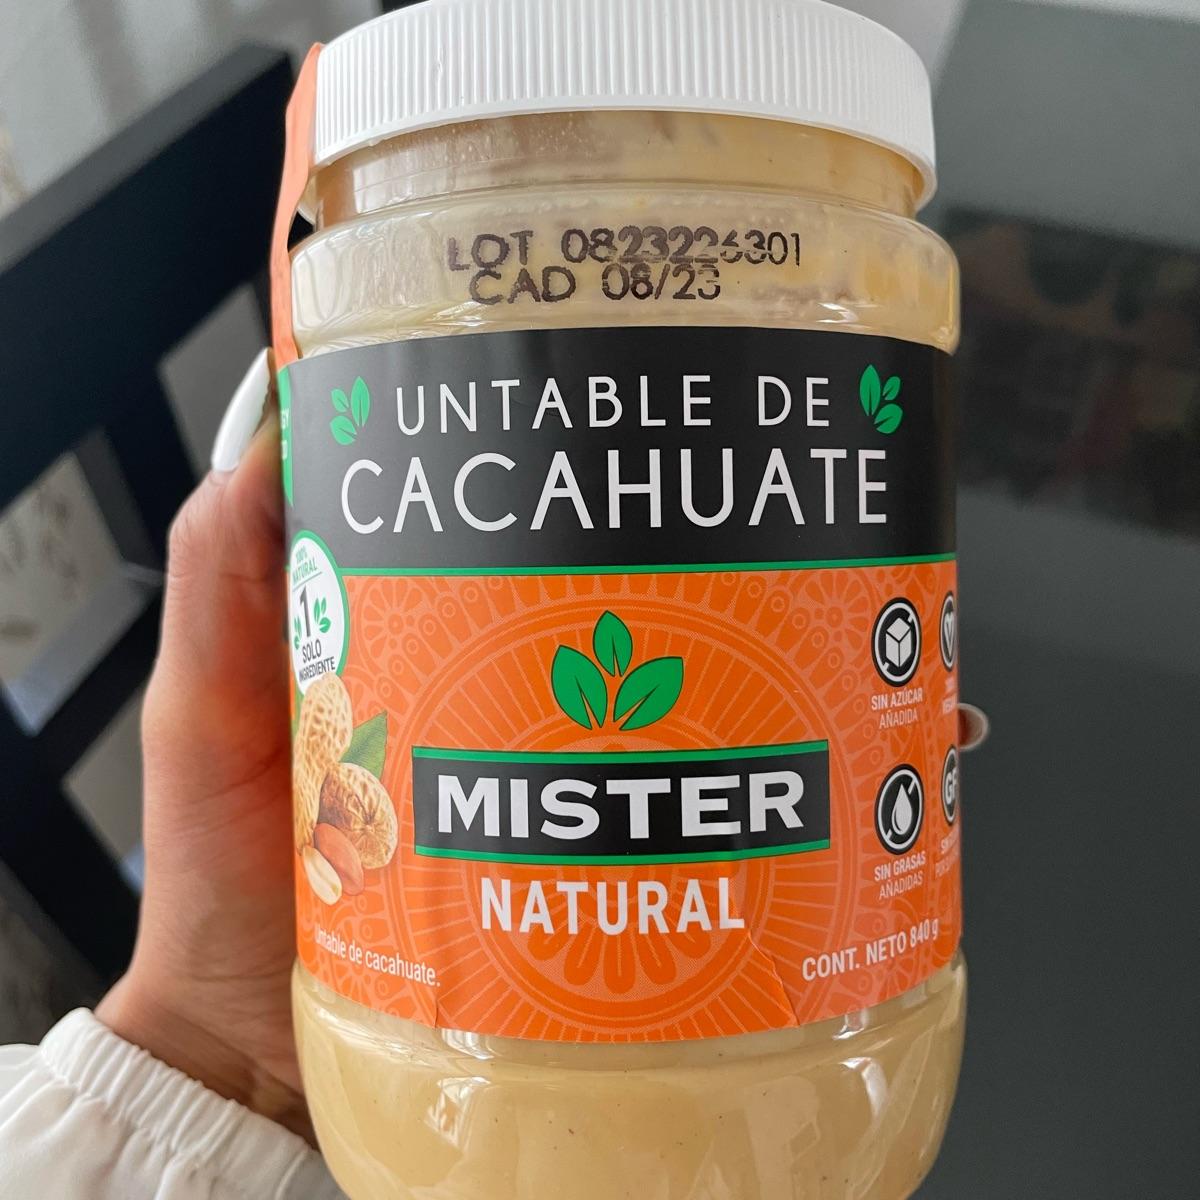 LOT 0823226301
CAD 08/23
UNTABLE DE
CACAHUATE
100%
NATURAL
1
SOLO
INGREDIENTE
MISTER
NATURAL
SIN AZÚCAR
AÑADIDA
SIN GRASAS
AÑADIDAS
GF
Untable de cacahuate.
CONT. NETO 840 g